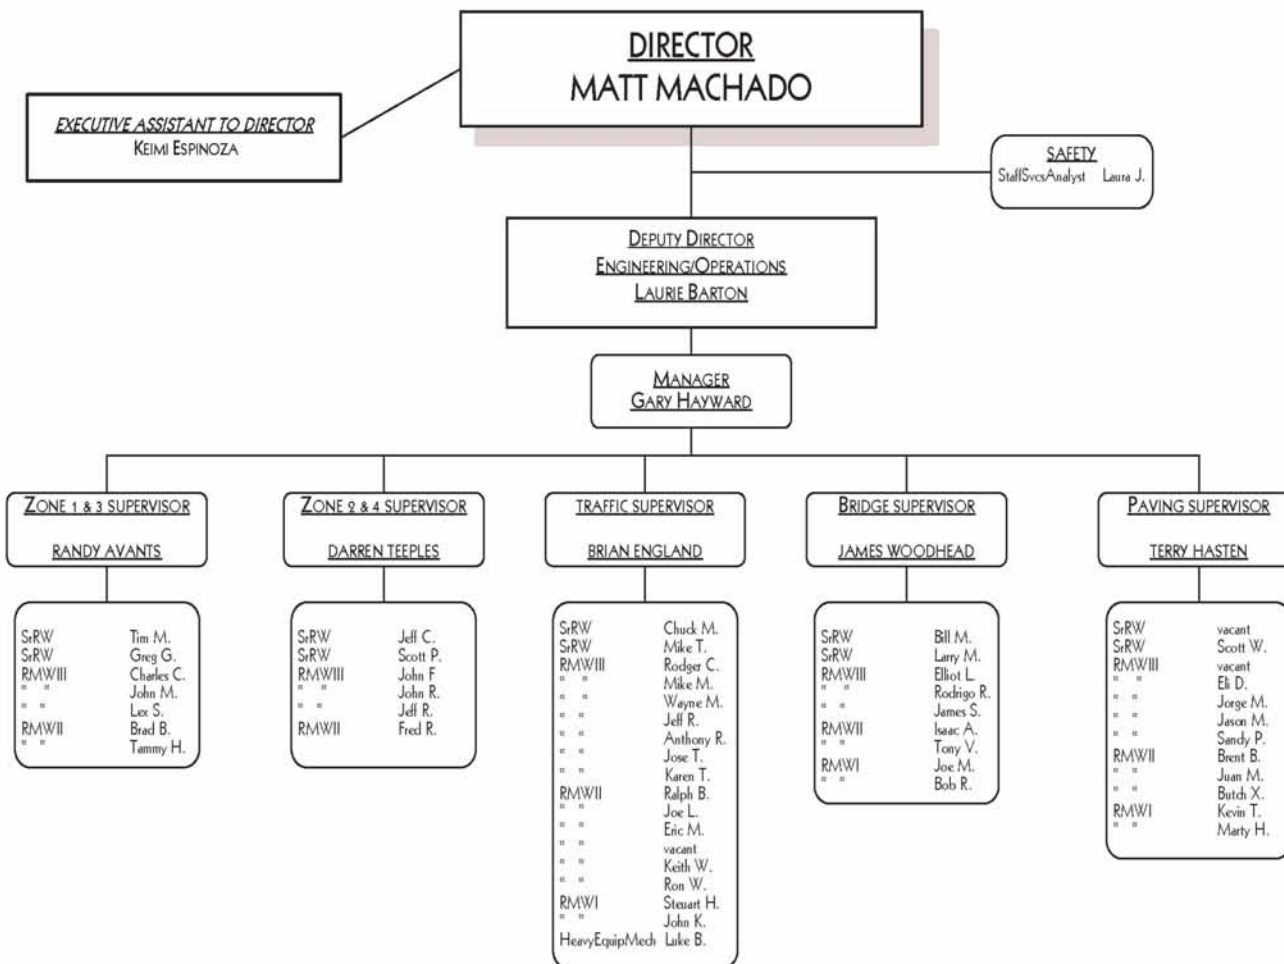 DIRECTOR
MATT MACHADO
EXECUTIVE ASSISTANT TO DIRECTOR
KEIMI ESPINOZA
SAFETY
StaffSvcsAnalyst Laura J.
DEPUTY DIRECTOR
ENGINEERING/OPERATIONS
LAURIE BARTON
MANAGER
GARY HAYWARD
ZONE 1 & 3 SUPERVISOR
RANDY AVANTS
SrRW Tim M.
SrRW Greg G.
RMWIII Charles C.
" " John M.
" " Lex S.
RMWII Brad B.
" " Tammy H.
ZONE 2 & 4 SUPERVISOR
DARREN TEEPLES
SrRW Jeff C.
SrRW Scott P.
RMWIII John F
" " John R.
" " Jeff R.
RMWII Fred R.
TRAFFIC SUPERVISOR
BRIAN ENGLAND
SrRW Chuck M.
SrRW Mike T.
RMWIII Rodger C.
" " Mike M.
" " Wayne M.
" " Jeff R.
" " Anthony R.
" " Jose T.
" " Karen T.
RMWII Ralph B.
" " Joe L.
" " Eric M.
" " vacant
" " Keith W.
" " Ron W.
RMWI Steuart H.
" " John K.
HeavyEquipMech Luke B.
BRIDGE SUPERVISOR
JAMES WOODHEAD
SrRW Bill M.
SrRW Larry M.
RMWIII Elliot L.
" " Rodrigo R.
" " James S.
RMWII Isaac A.
" " Tony V.
RMWI Joe M.
" " Bob R.
PAVING SUPERVISOR
TERRY HASTEN
SrRW vacant
SrRW Scott W.
RMWIII vacant
" " Eli D.
" " Jorge M.
" " Jason M.
" " Sandy P.
RMWII Brent B.
" " Juan M.
" " Butch X.
RMWI Kevin T.
" " Marty H.